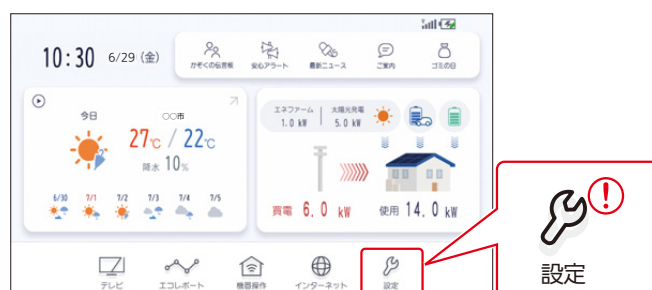 10:30 6/29 (金)
かぞくの伝言板 安心アラート 最新ニュース ご案内 ゴミの日
今日 ○○市
27℃ / 22℃
降水 10%
6/30 7/1 7/2 7/3 7/4 7/5
エネファーム 太陽光発電
1.0 kW 5.0 kW
買電 6.0 kW 使用 14.0 kW
テレビ エコレポート 機器操作 インターネット 設定
!
設定